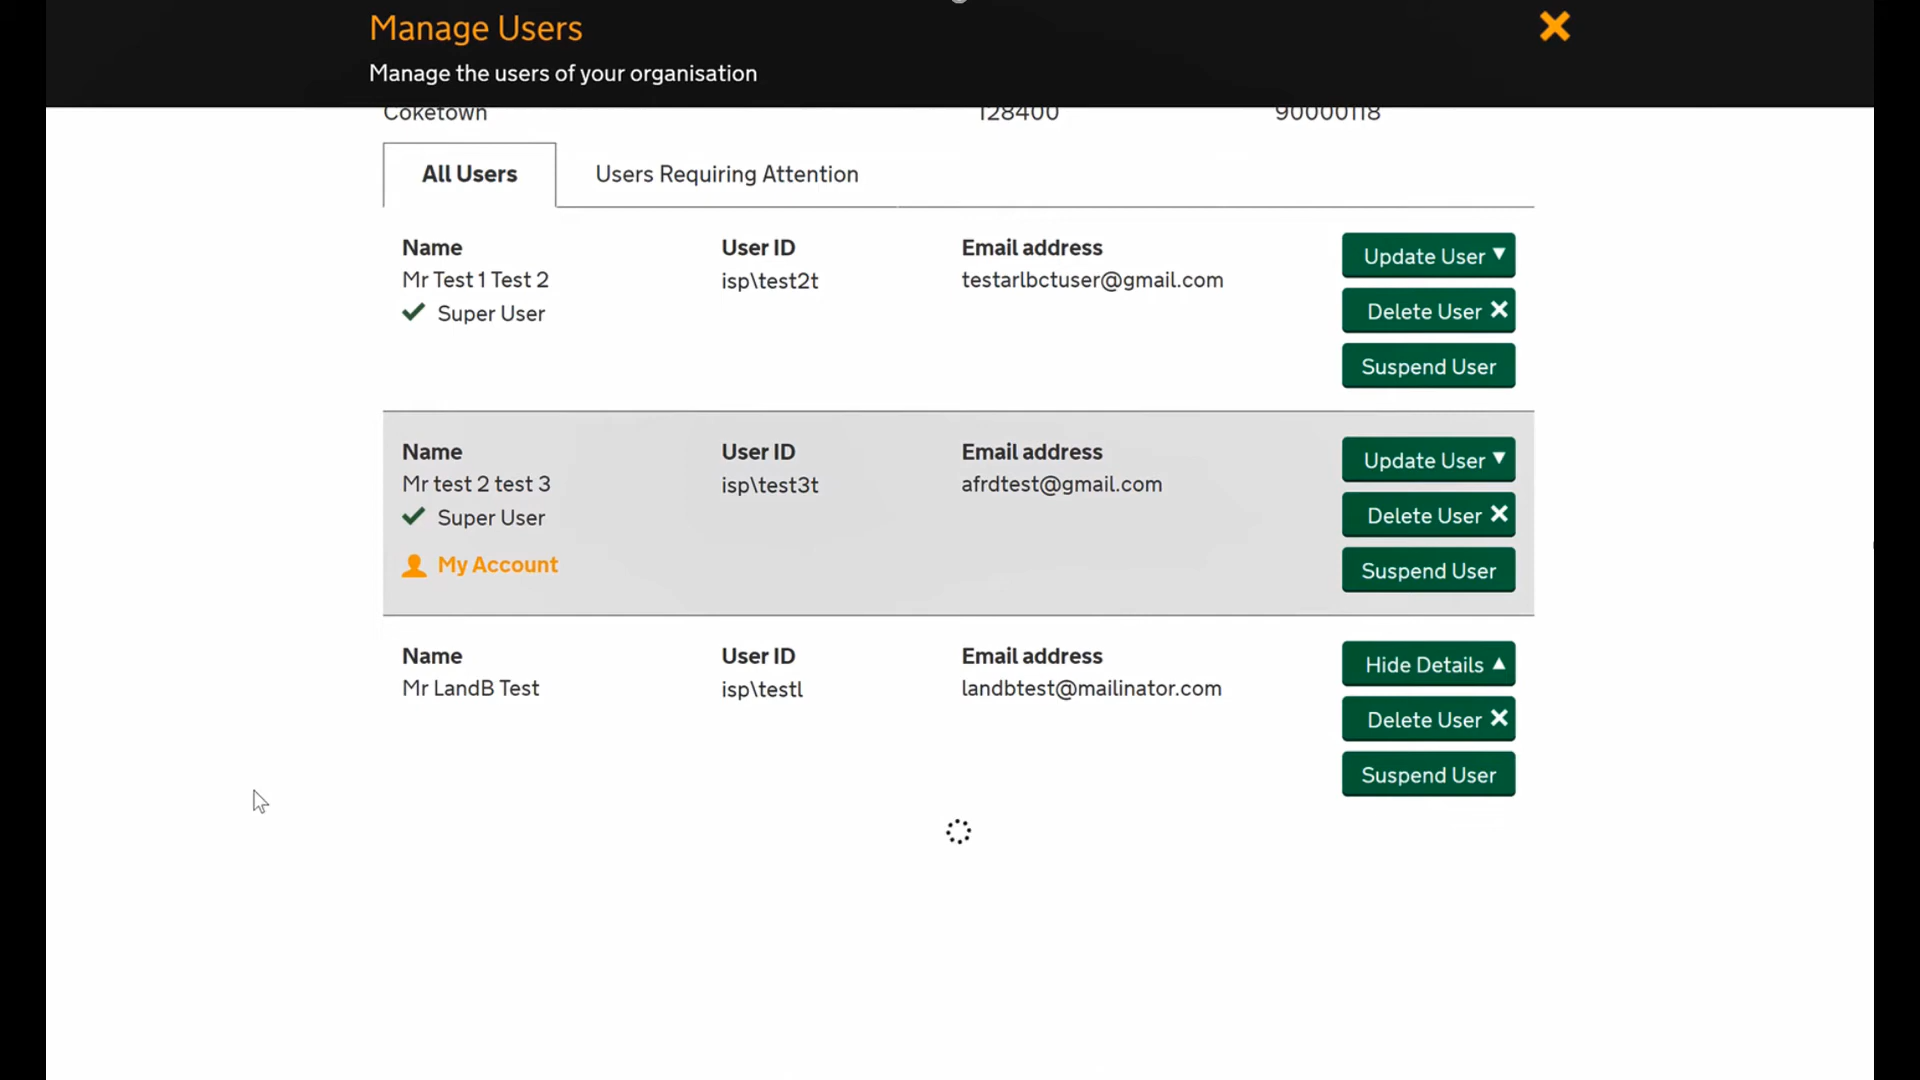 Manage Users
Manage the users of your organisation
Coketown 128400 90000118
All Users Users Requiring Attention
Name User ID Email address Update User
Mr Test 1 Test 2 isp\test2t testarlbctuser@gmail.com
Super User Delete User
Suspend User
Name User ID Email address Update User
Mr test 2 test 3 isp\test3t afrdtest@gmail.com
Super User Delete User
My Account Suspend User
Name User ID Email address Hide Details
Mr LandB Test isp\testl landbtest@mailinator.com
Delete User
Suspend User